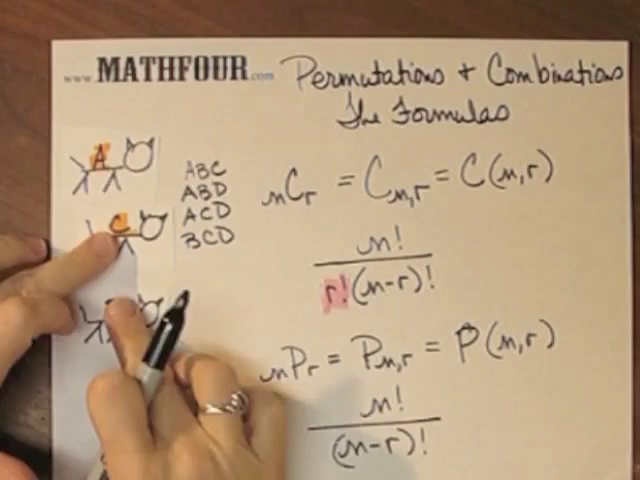 www.MATHFOUR.com
Permutations + Combinations
The Formulas
A
C
ABC
ABD
ACD
BCD
nCr = Cn,r = C(n,r)
n!
r!(n-r)!
nPr = Pn,r = P(n,r)
n!
(n-r)!